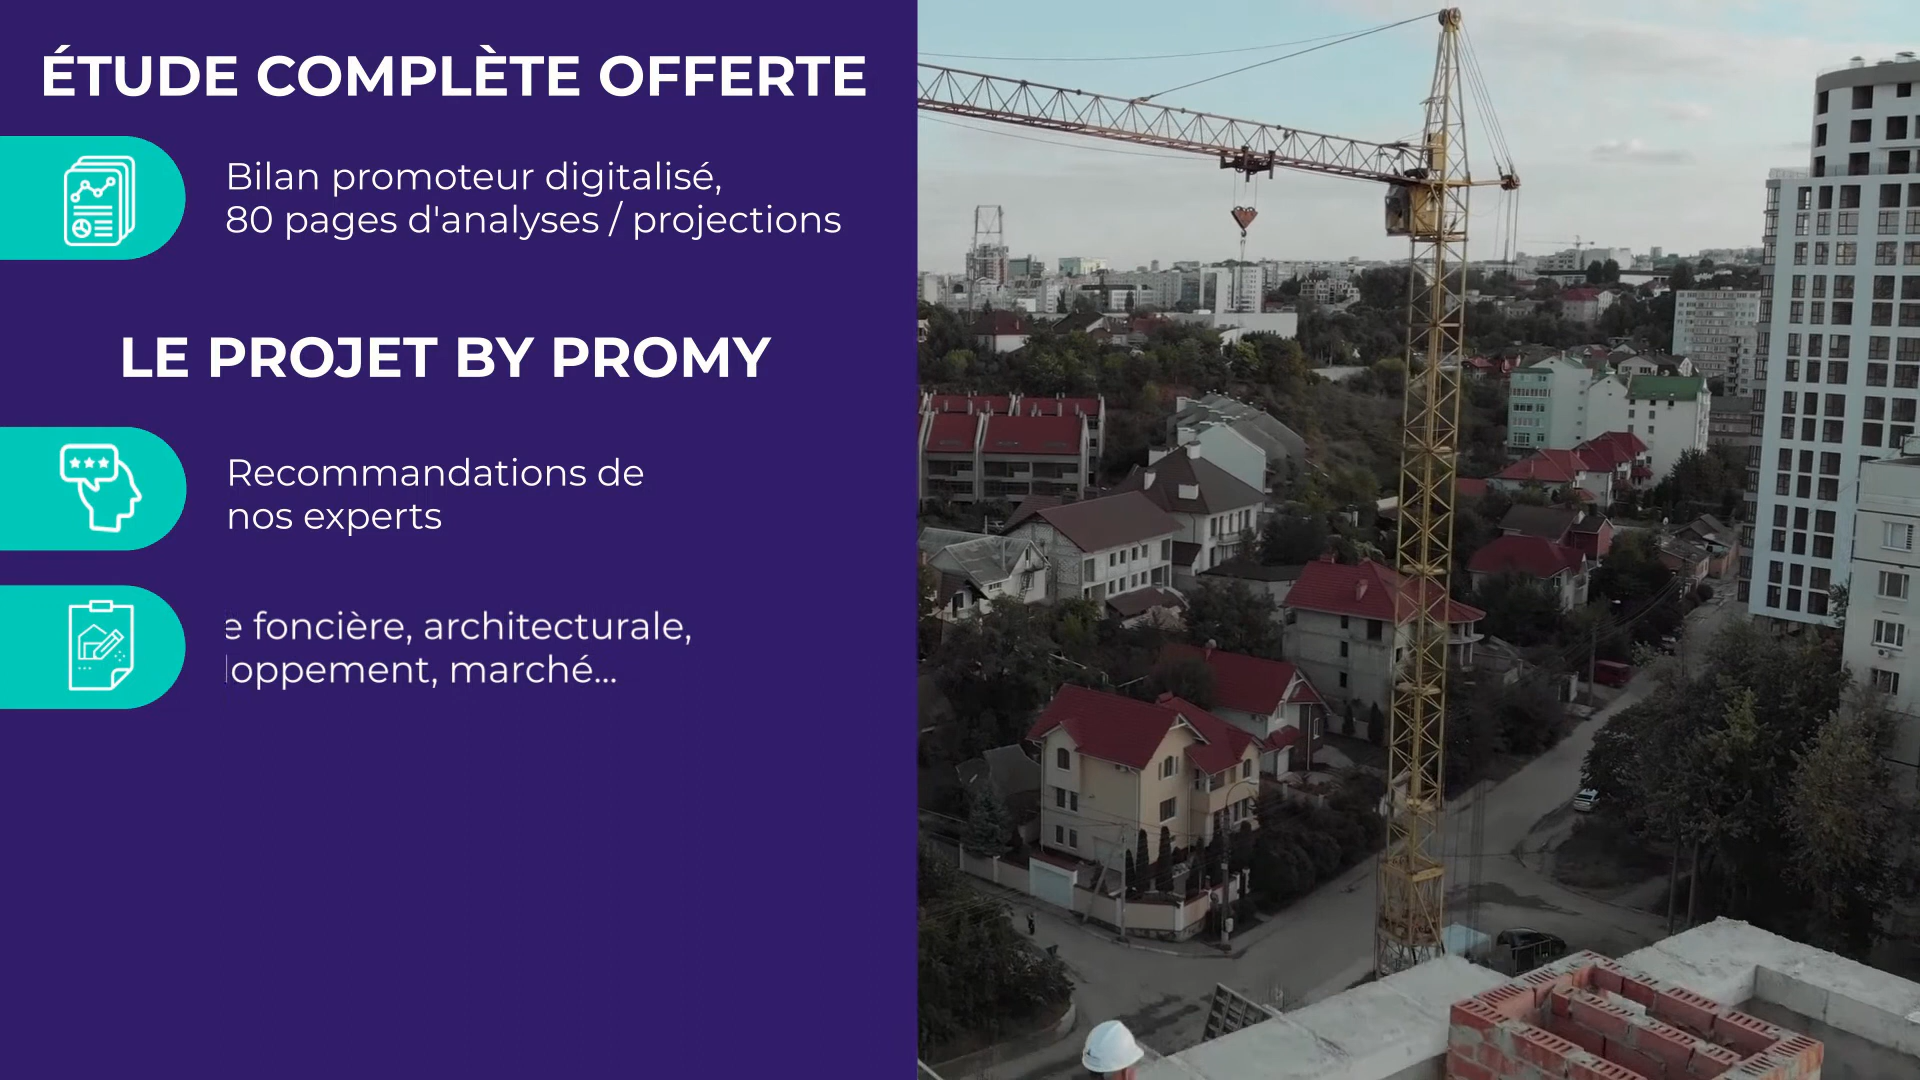 ÉTUDE COMPLÈTE OFFERTE
Bilan promoteur digitalisé,
80 pages d'analyses / projections
LE PROJET BY PROMY
Recommandations de
nos experts
e foncière, architecturale,
loppement, marché...